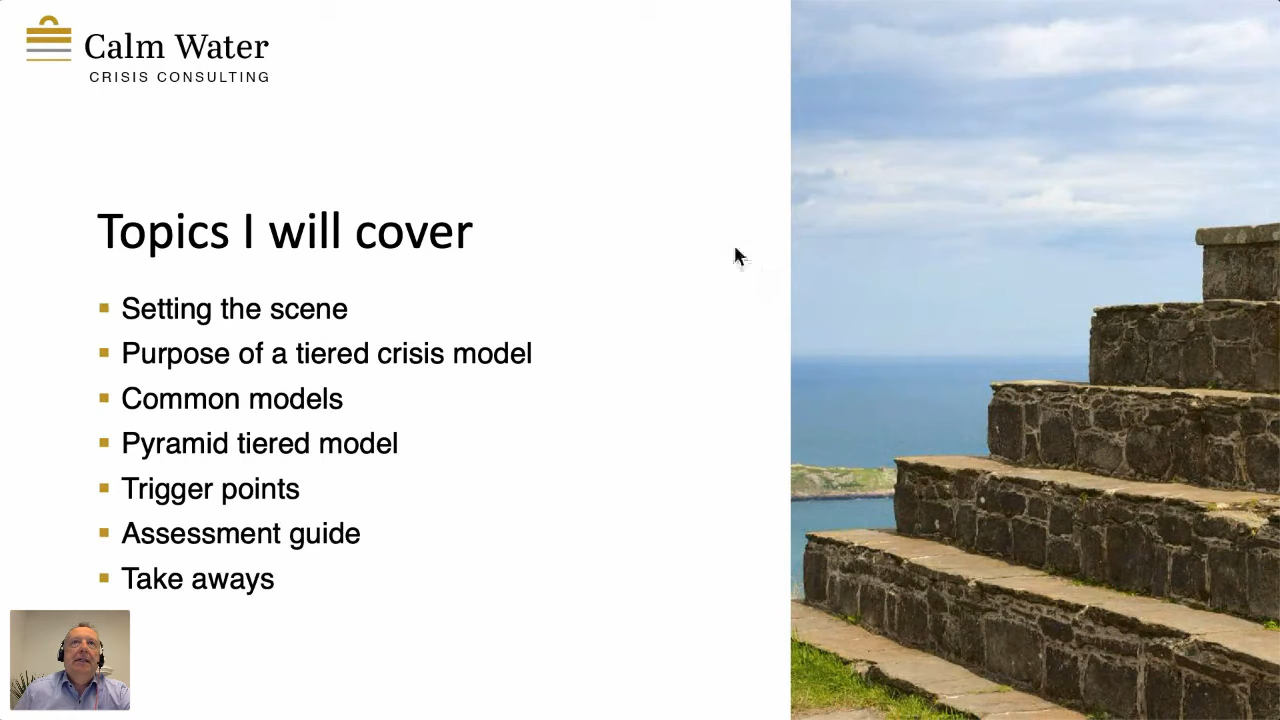 Calm Water
CRISIS CONSULTING
Topics I will cover
Setting the scene
Purpose of a tiered crisis model
Common models
Pyramid tiered model
Trigger points
Assessment guide
Take aways